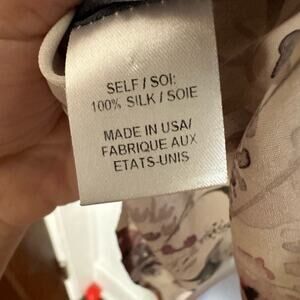 SELF / SOI:
100% SILK / SOIE
MADE IN USA/
FABRIQUE AUX
ETATS-UNIS